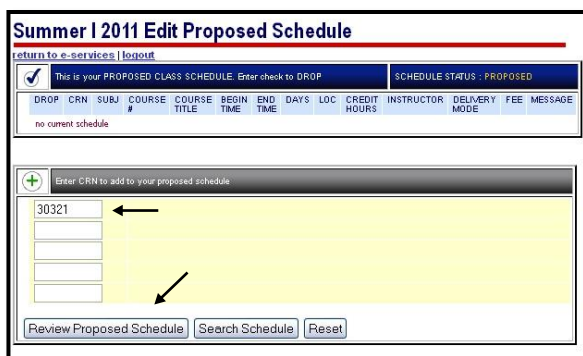 Summer I 2011 Edit Proposed Schedule
return to e-services | logout
This is your PROPOSED CLASS SCHEDULE. Enter check to DROP SCHEDULE STATUS : PROPOSED
DROP CRN SUBJ COURSE # COURSE TITLE BEGIN TIME END TIME DAYS LOC CREDIT HOURS INSTRUCTOR DELIVERY MODE FEE MESSAGE
no current schedule
Enter CRN to add to your proposed schedule
30321
Review Proposed Schedule Search Schedule Reset